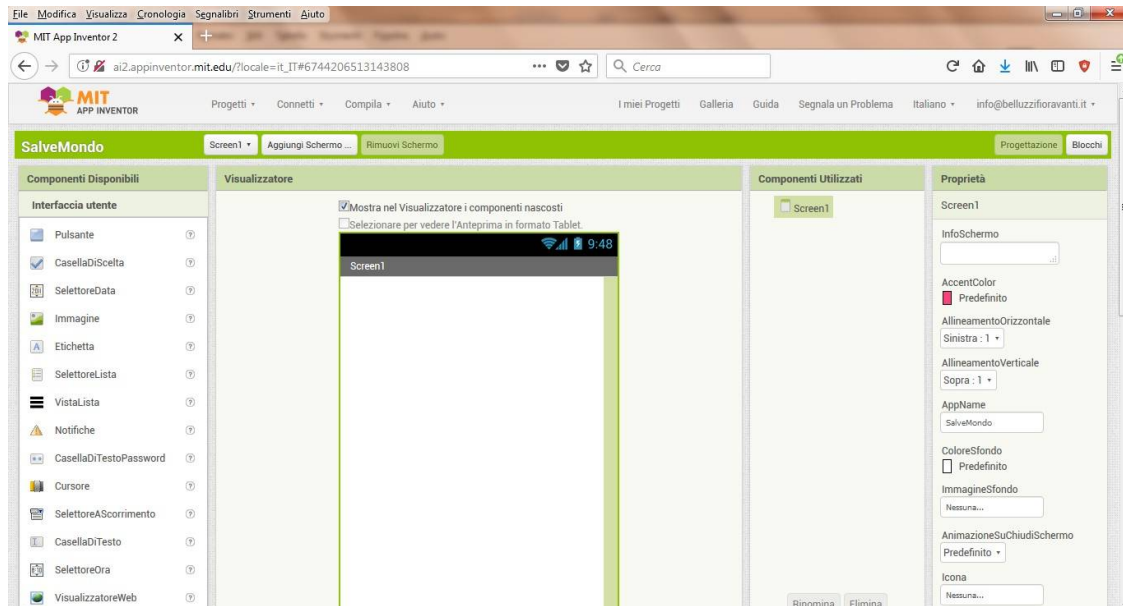 File Modifica Visualizza Cronologia Segnalibri Strumenti Aiuto
MIT App Inventor 2
ai2.appinventor.mit.edu/?locale=it_IT#6744206513143808
Cerca
MIT
APP INVENTOR
Progetti Connetti Compila Aiuto I miei Progetti Galleria Guida Segnala un Problema Italiano info@belluzzifioravanti.it
SalveMondo Screen1 Aggiungi Schermo ... Rimuovi Schermo Progettazione Blocchi
Componenti Disponibili
Interfaccia utente
Pulsante
CasellaDiScelta
SelettoreData
Immagine
Etichetta
SelettoreLista
VistaLista
Notifiche
CasellaDiTestoPassword
Cursore
SelettoreAScorrimento
CasellaDiTesto
SelettoreOra
VisualizzatoreWeb
Visualizzatore
Mostra nel Visualizzatore i componenti nascosti
Selezionare per vedere l'Anteprima in formato Tablet.
9:48
Screen1
Componenti Utilizzati
Screen1
Rinomina Elimina
Proprietà
Screen1
InfoSchermo
AccentColor
Predefinito
AllineamentoOrizzontale
Sinistra : 1
AllineamentoVerticale
Sopra : 1
AppName
SalveMondo
ColoreSfondo
Predefinito
ImmagineSfondo
Nessuna...
AnimazioneSuChiudiSchermo
Predefinito
Icona
Nessuna...